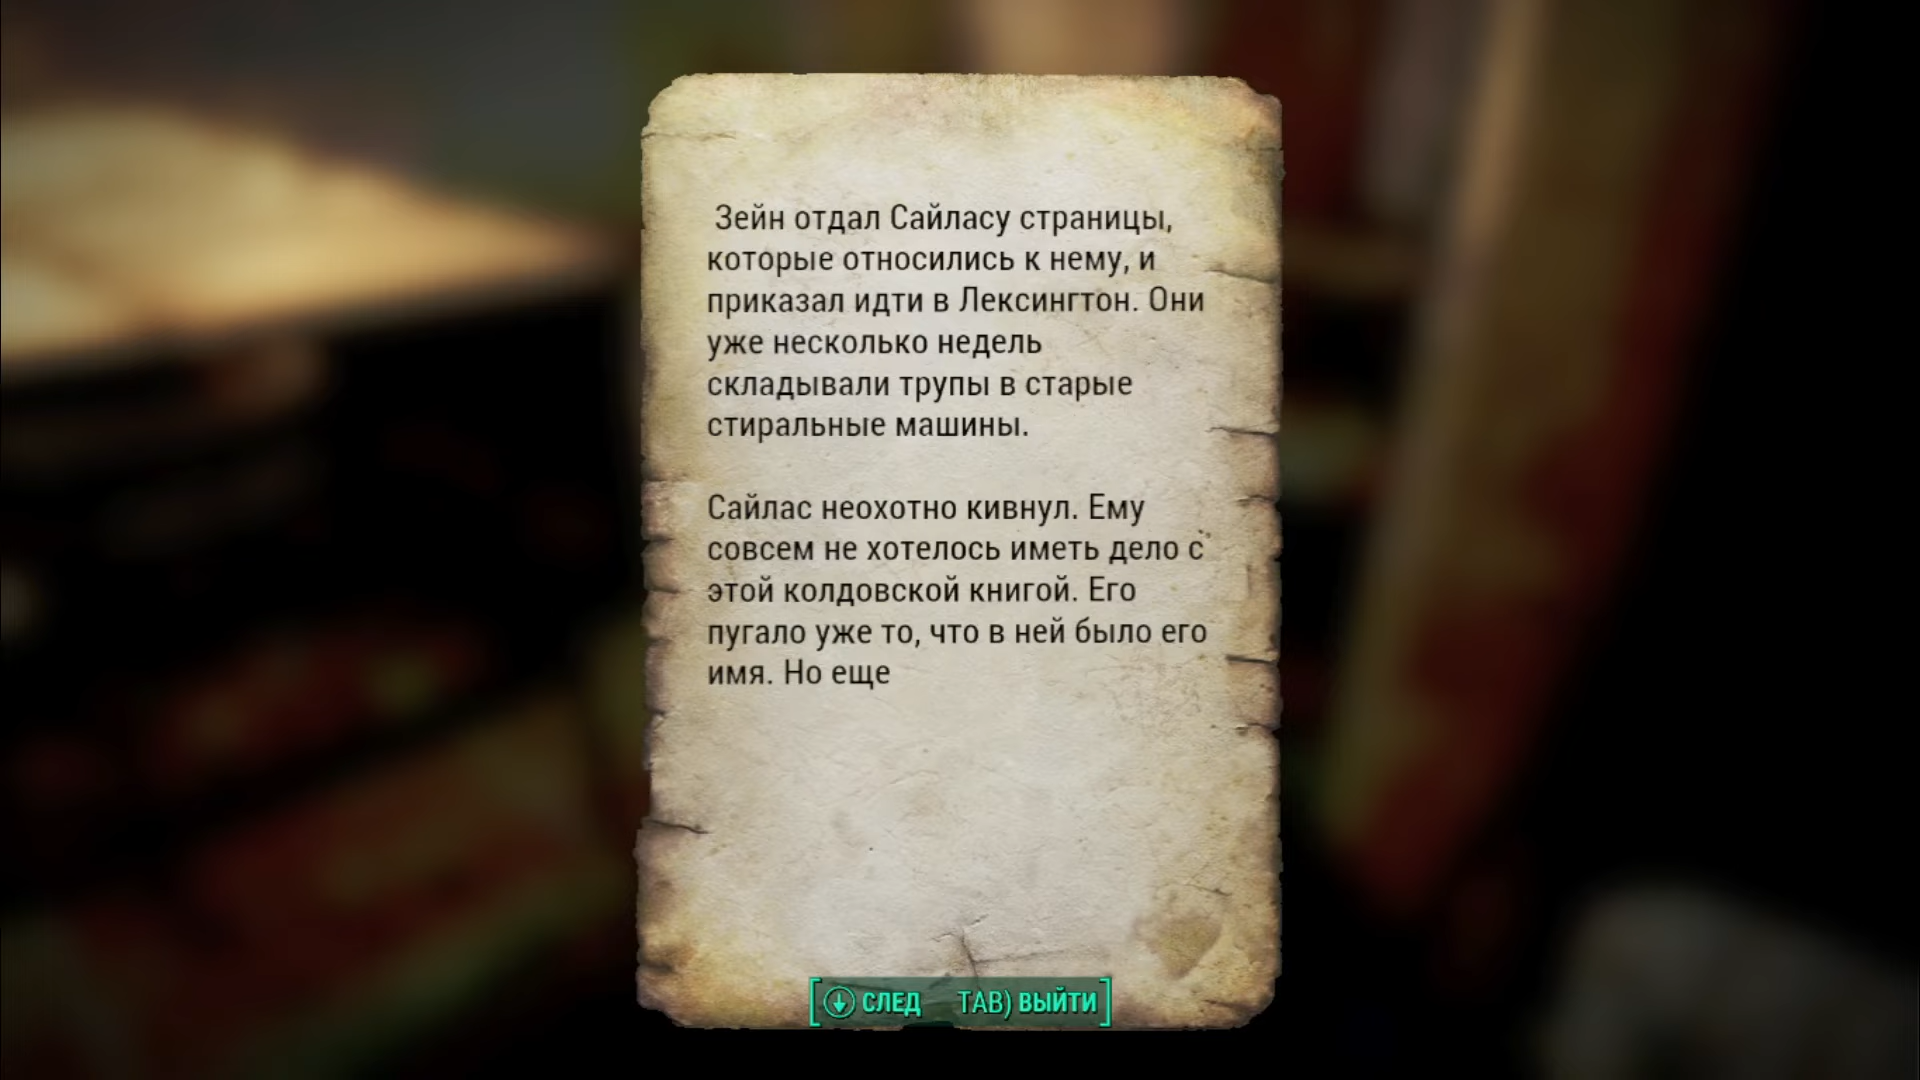 Зейн отдал Сайласу страницы,
которые относились к нему, и
приказал идти в Лексингтон. Они
уже несколько недель
складывали трупы в старые
стиральные машины.
Сайлас неохотно кивнул. Ему
совсем не хотелось иметь дело с
этой колдовской книгой. Его
пугало уже то, что в ней было его
имя. Но еще
СЛЕД TAB) ВЫЙТИ